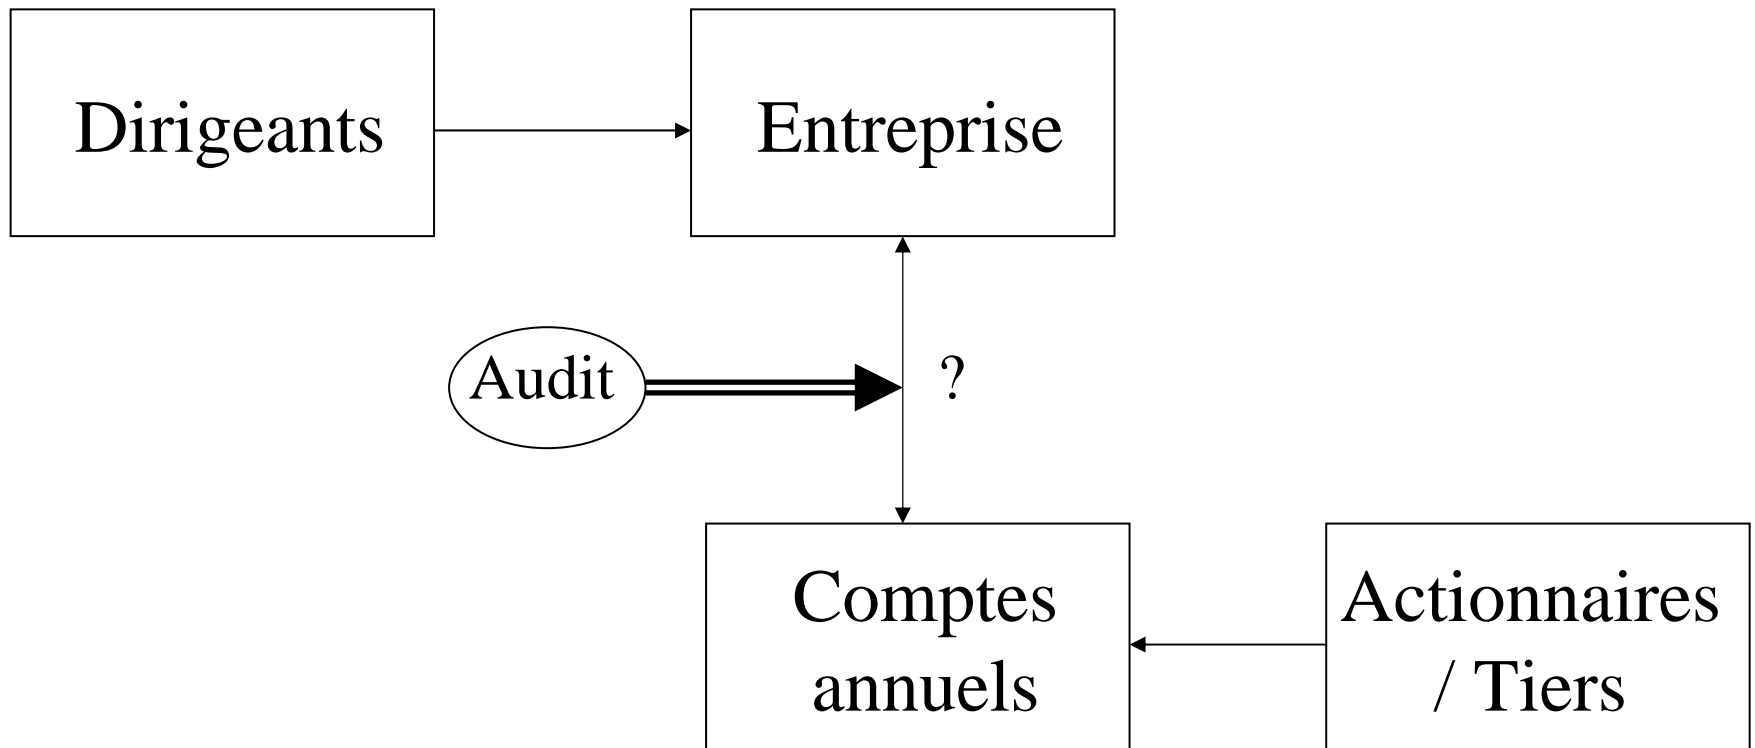 Dirigeants
Entreprise
Audit
?
Comptes
annuels
Actionnaires
/ Tiers